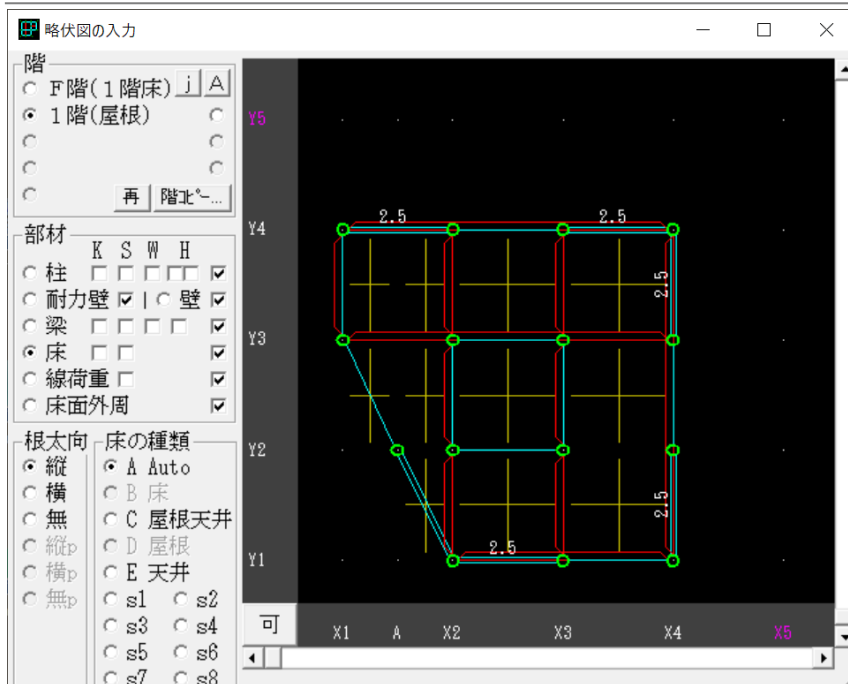 略伏図の入力
階
F階(1階床) j A
1階(屋根)
再 階ｺﾋﾟｰ...
部材
K S W H
柱
耐力壁 | 壁
梁
床
線荷重
床面外周
根太向
縦
横
無
縦p
横p
無p
床の種類
A Auto
B 床
C 屋根天井
D 屋根
E 天井
s1 s2
s3 s4
s5 s6
s7 s8
Y5
Y4
Y3
Y2
Y1
2.5 2.5
2.5
2.5
2.5
可
X1 A X2 X3 X4 X5